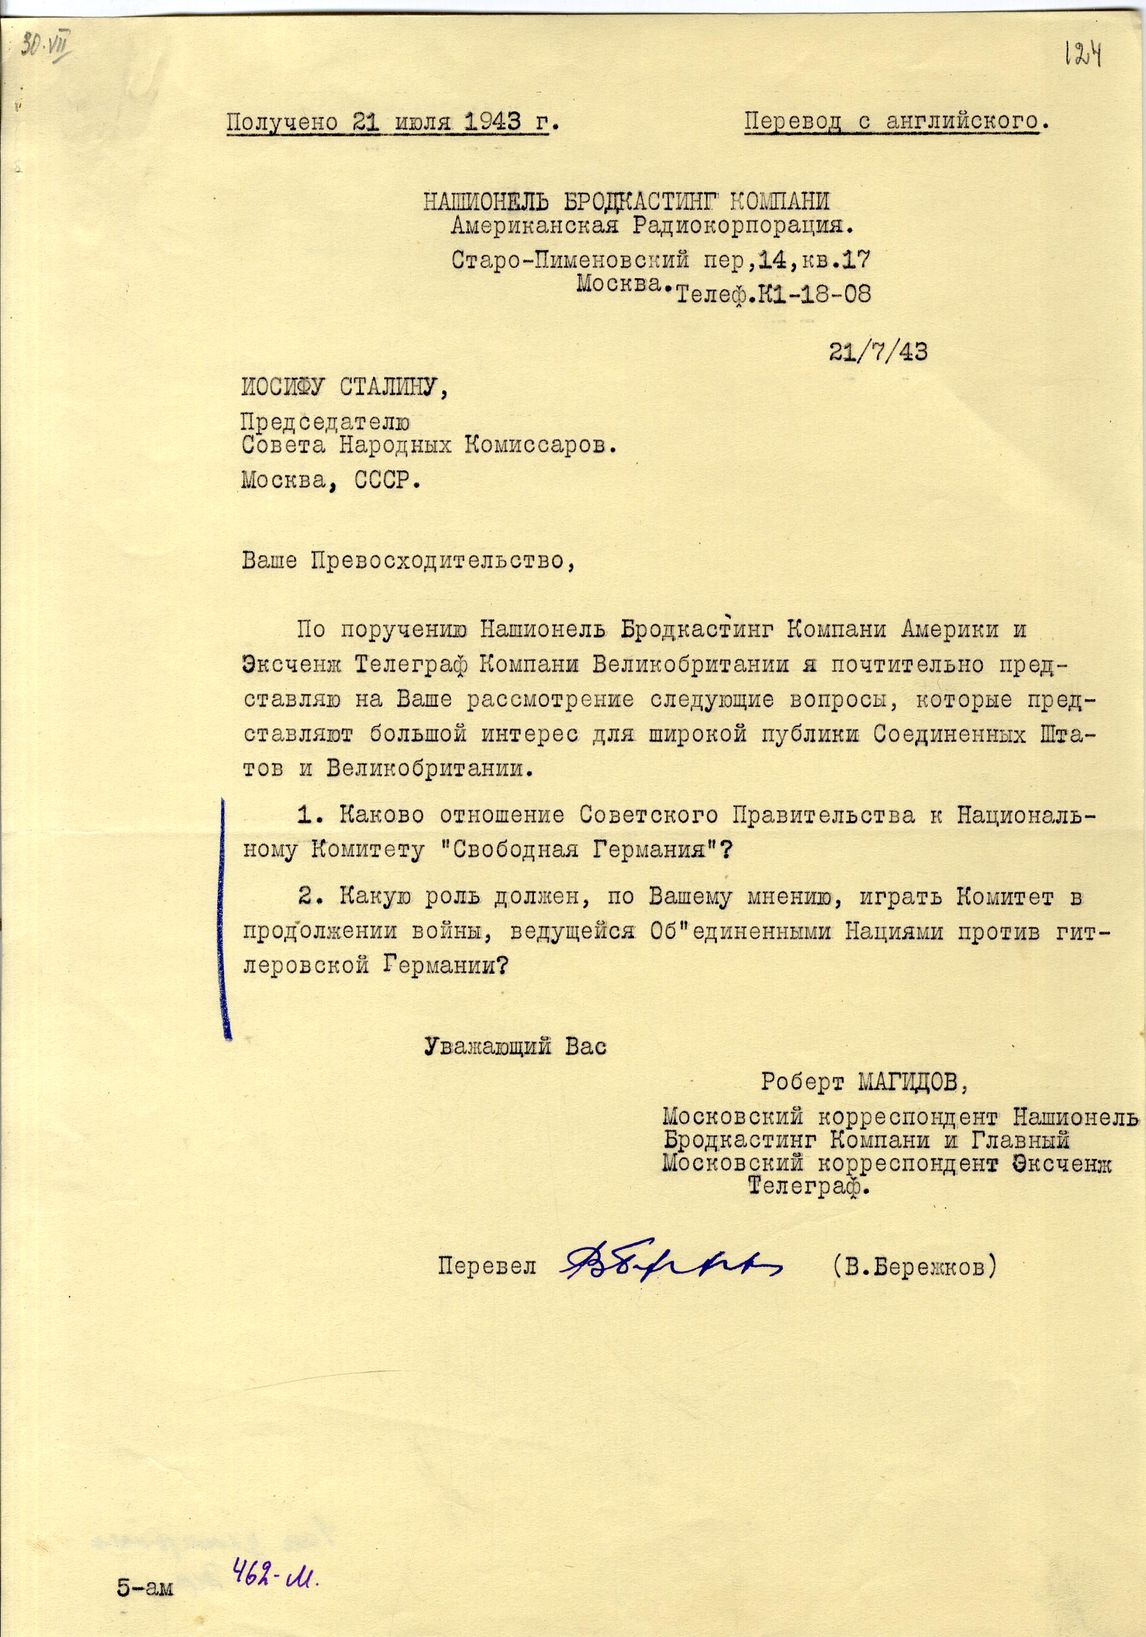 30.VII
124
Получено 21 июля 1943 г. Перевод с английского.
НАШИОНЕЛЬ БРОДКАСТИНГ КОМПАНИ
Американская Радиокорпорация.
Старо-Пименовский пер,14,кв.17
Москва.Телеф.К1-18-08
21/7/43
ИОСИФУ СТАЛИНУ,
Председателю
Совета Народных Комиссаров.
Москва, СССР.
Ваше Превосходительство,
По поручению Нашионель Бродкастинг Компани Америки и
Эксченж Телеграф Компани Великобритании я почтительно пред-
ставляю на Ваше рассмотрение следующие вопросы, которые пред-
ставляют большой интерес для широкой публики Соединенных Шта-
тов и Великобритании.
1. Каково отношение Советского Правительства к Националь-
ному Комитету "Свободная Германия"?
2. Какую роль должен, по Вашему мнению, играть Комитет в
продолжении войны, ведущейся Об"единенными Нациями против гит-
леровской Германии?
Уважающий Вас
Роберт МАГИДОВ,
Московский корреспондент Нашионель
Бродкастинг Компани и Главный
Московский корреспондент Эксченж
Телеграф.
Перевел (В.Бережков)
5-ам 462-М.